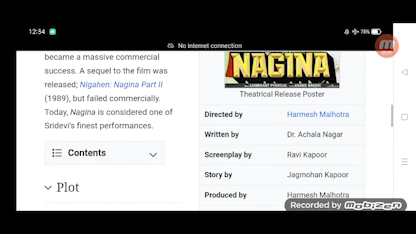 12:34
73%
No internet connection
became a massive commercial
success. A sequel to the film was
released; Nigahen: Nagina Part II
(1989), but failed commercially.
Today, Nagina is considered one of
Sridevi's finest performances.
Contents
Plot
NAGINA
Theatrical Release Poster
Directed by Harmesh Malhotra
Written by Dr. Achala Nagar
Screenplay by Ravi Kapoor
Story by Jagmohan Kapoor
Produced by Harmesh Malhotra
Recorded by Mobizen